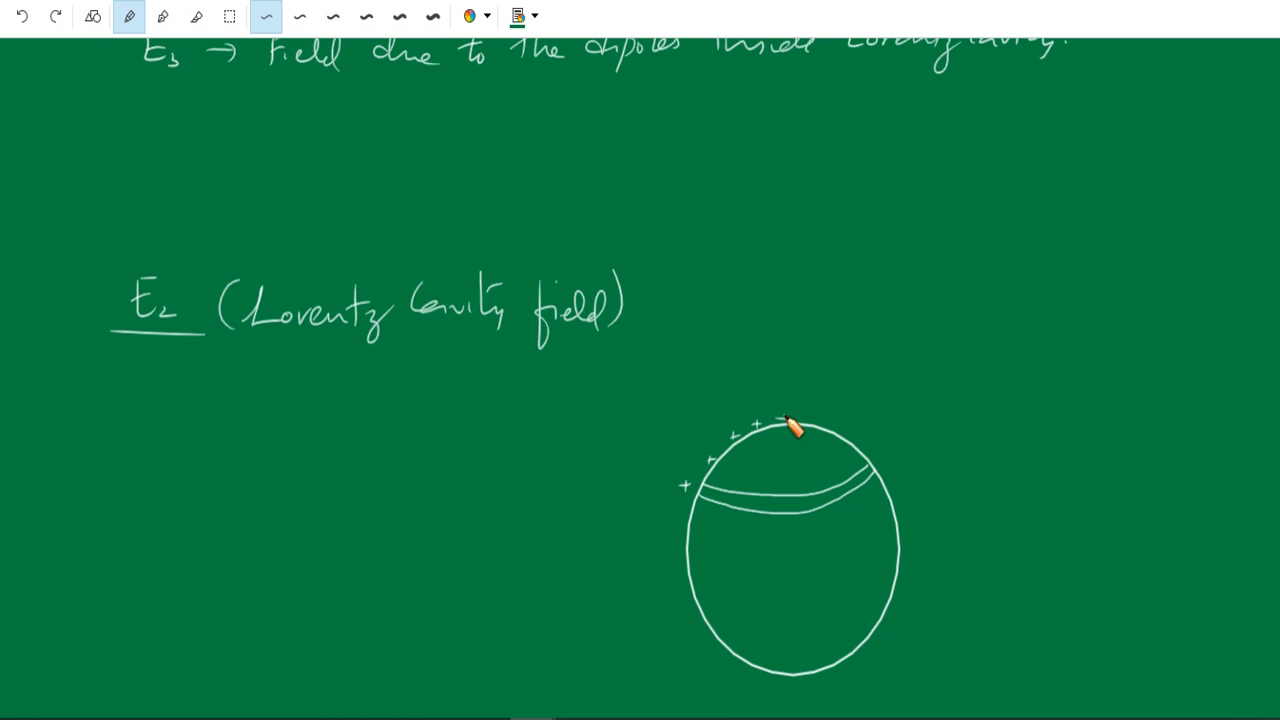 E₃ → Field due to the dipoles inside Lorentz cavity.
E₂ (Lorentz Cavity field)
+ + + + -